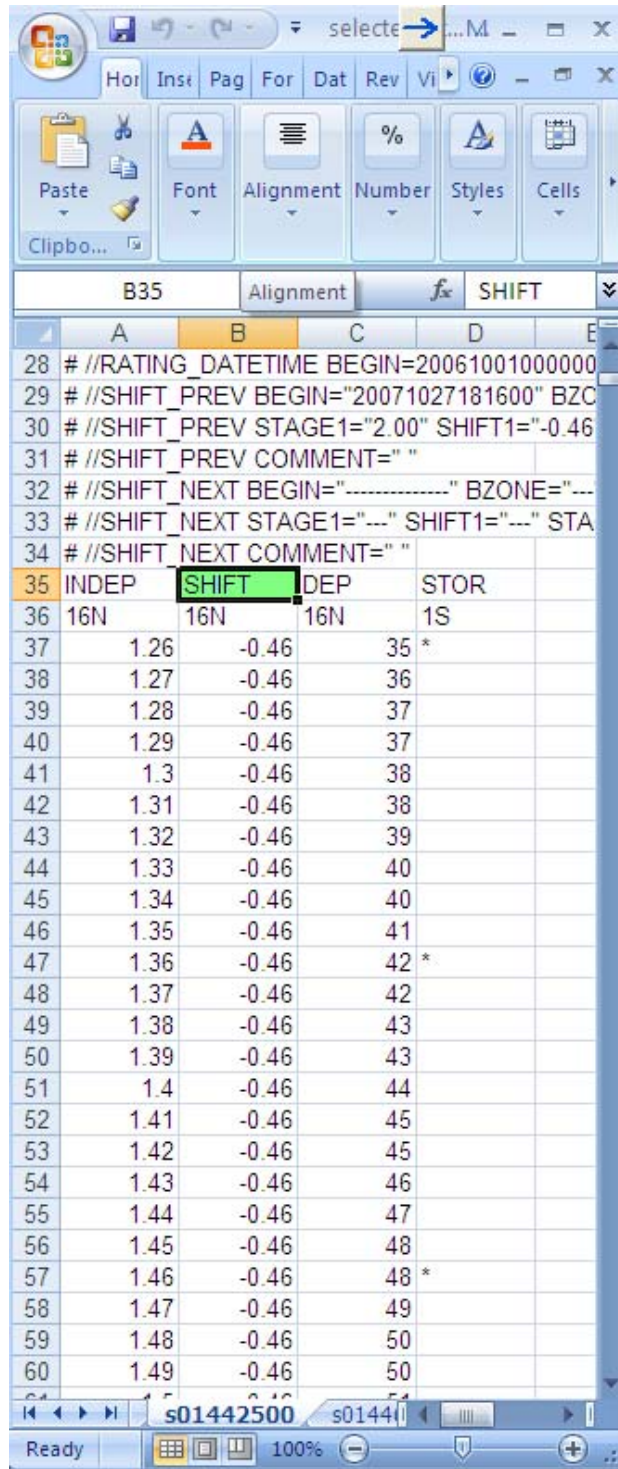 selecte ...M
Hor Inse Pag For Dat Rev Vi
Paste Font Alignment Number Styles Cells
Clipbo...
B35 Alignment fx SHIFT
A B C D E
28 # //RATING_DATETIME BEGIN=20061001000000
29 # //SHIFT_PREV BEGIN="20071027181600" BZO
30 # //SHIFT_PREV STAGE1="2.00" SHIFT1="-0.46
31 # //SHIFT_PREV COMMENT=" "
32 # //SHIFT_NEXT BEGIN="--------------" BZONE="---
33 # //SHIFT_NEXT STAGE1="---" SHIFT1="---" STA
34 # //SHIFT_NEXT COMMENT=" "
35 INDEP SHIFT DEP STOR
36 16N 16N 16N 1S
37 1.26 -0.46 35 *
38 1.27 -0.46 36
39 1.28 -0.46 37
40 1.29 -0.46 37
41 1.3 -0.46 38
42 1.31 -0.46 38
43 1.32 -0.46 39
44 1.33 -0.46 40
45 1.34 -0.46 40
46 1.35 -0.46 41
47 1.36 -0.46 42 *
48 1.37 -0.46 42
49 1.38 -0.46 43
50 1.39 -0.46 43
51 1.4 -0.46 44
52 1.41 -0.46 45
53 1.42 -0.46 45
54 1.43 -0.46 46
55 1.44 -0.46 47
56 1.45 -0.46 48
57 1.46 -0.46 48 *
58 1.47 -0.46 49
59 1.48 -0.46 50
60 1.49 -0.46 50
s01442500 s0144
Ready 100%